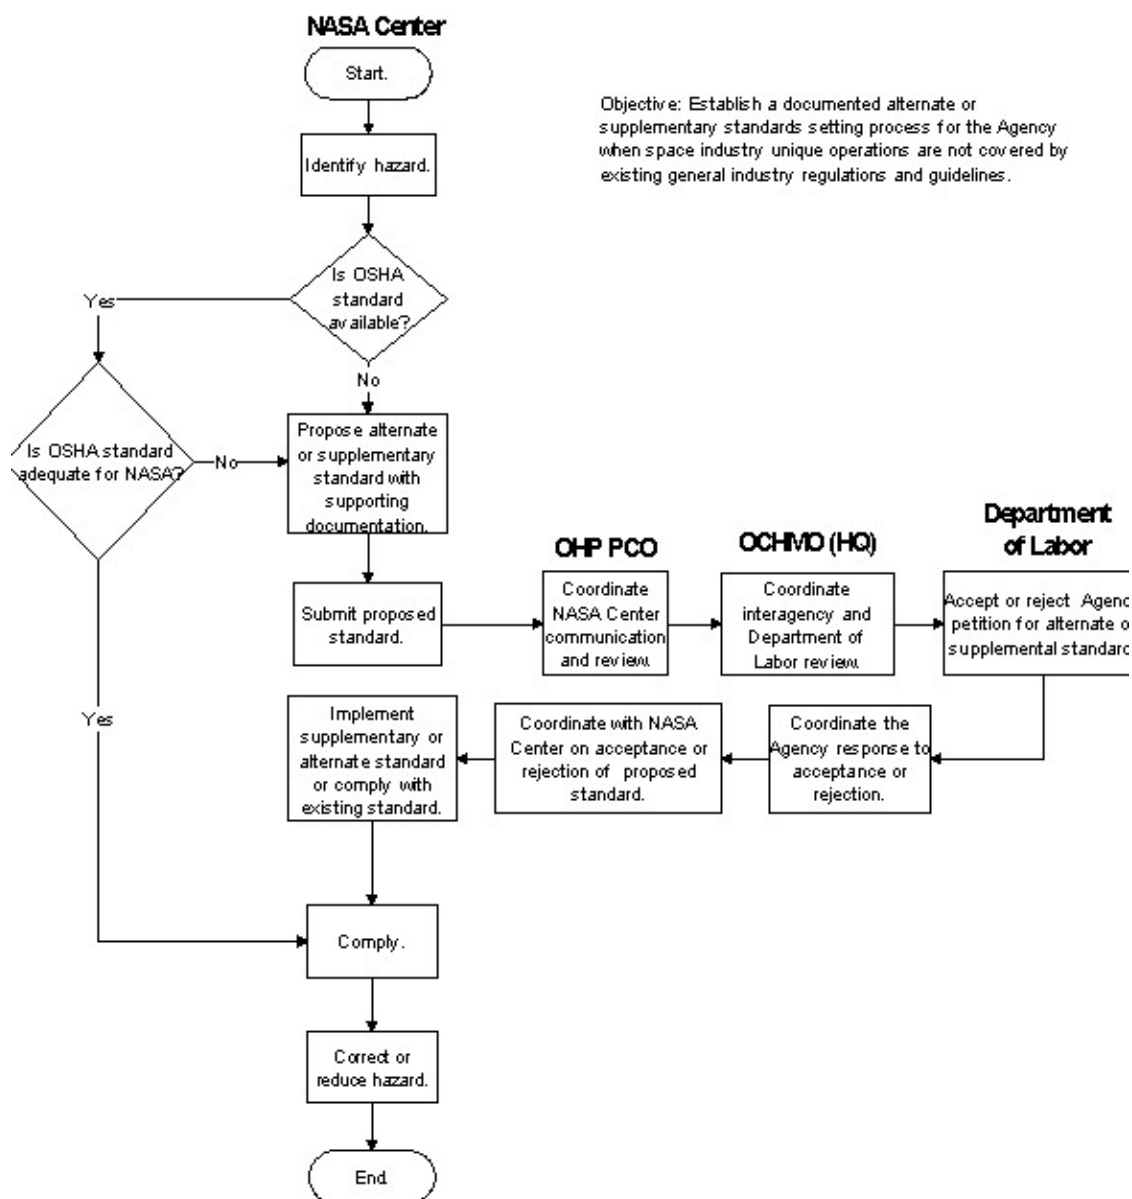 NASA Center
Start.
Objective: Establish a documented alternate or
supplementary standards setting process for the Agency
when space industry unique operations are not covered by
existing general industry regulations and guidelines.
Identify hazard.
Is OSHA
standard
available?
Yes
No
Is OSHA standard
adequate for NASA?
No
Propose alternate
or supplementary
standard with
supporting
documentation.
OHP PCO
OCHMO (HQ)
Department
of Labor
Submit proposed
standard.
Coordinate
NASA Center
communication
and review.
Coordinate
interagency and
Department of
Labor review.
Accept or reject Agenc
petition for alternate o
supplemental standard
Yes
Implement
supplementary or
alternate standard
or comply with
existing standard.
Coordinate with NASA
Center on acceptance or
rejection of proposed
standard.
Coordinate the
Agency response to
acceptance or
rejection.
Comply.
Correct or
reduce hazard.
End.